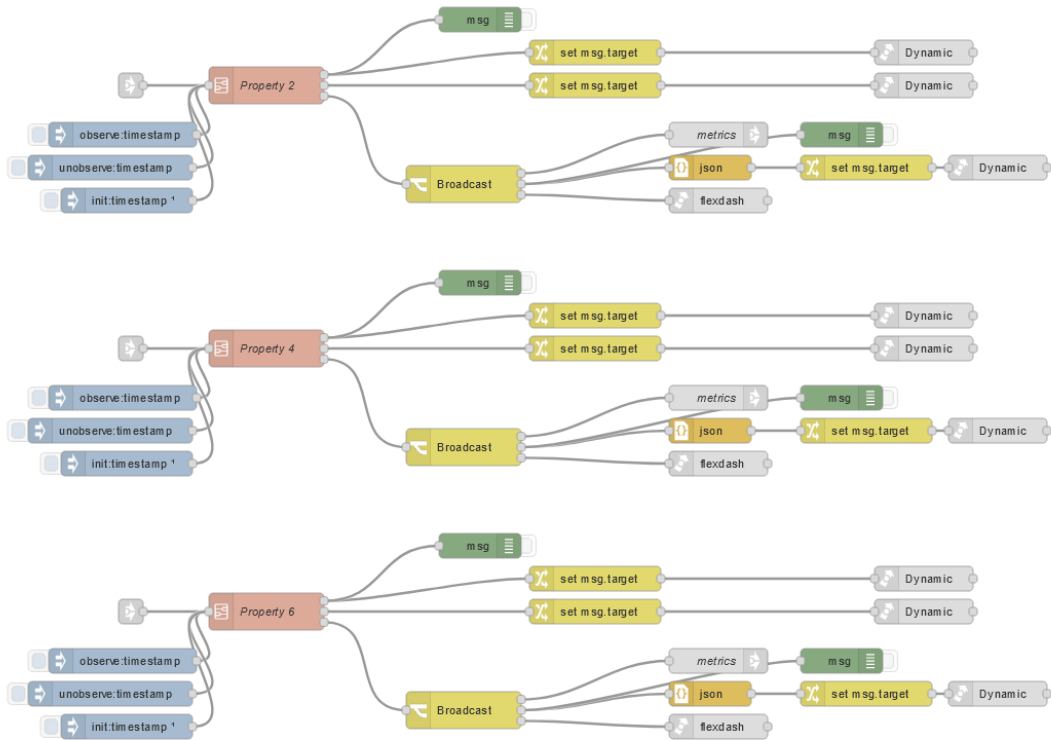 msg
set msg.target
Dynamic
Property 2
set msg.target
Dynamic
observe:timestamp
metrics
msg
unobserve:timestamp
json
set msg.target
Dynamic
Broadcast
init:timestamp ¹
flexdash
msg
set msg.target
Dynamic
Property 4
set msg.target
Dynamic
observe:timestamp
metrics
msg
unobserve:timestamp
json
set msg.target
Dynamic
Broadcast
init:timestamp ¹
flexdash
msg
set msg.target
Dynamic
Property 6
set msg.target
Dynamic
observe:timestamp
metrics
msg
unobserve:timestamp
json
set msg.target
Dynamic
Broadcast
init:timestamp ¹
flexdash